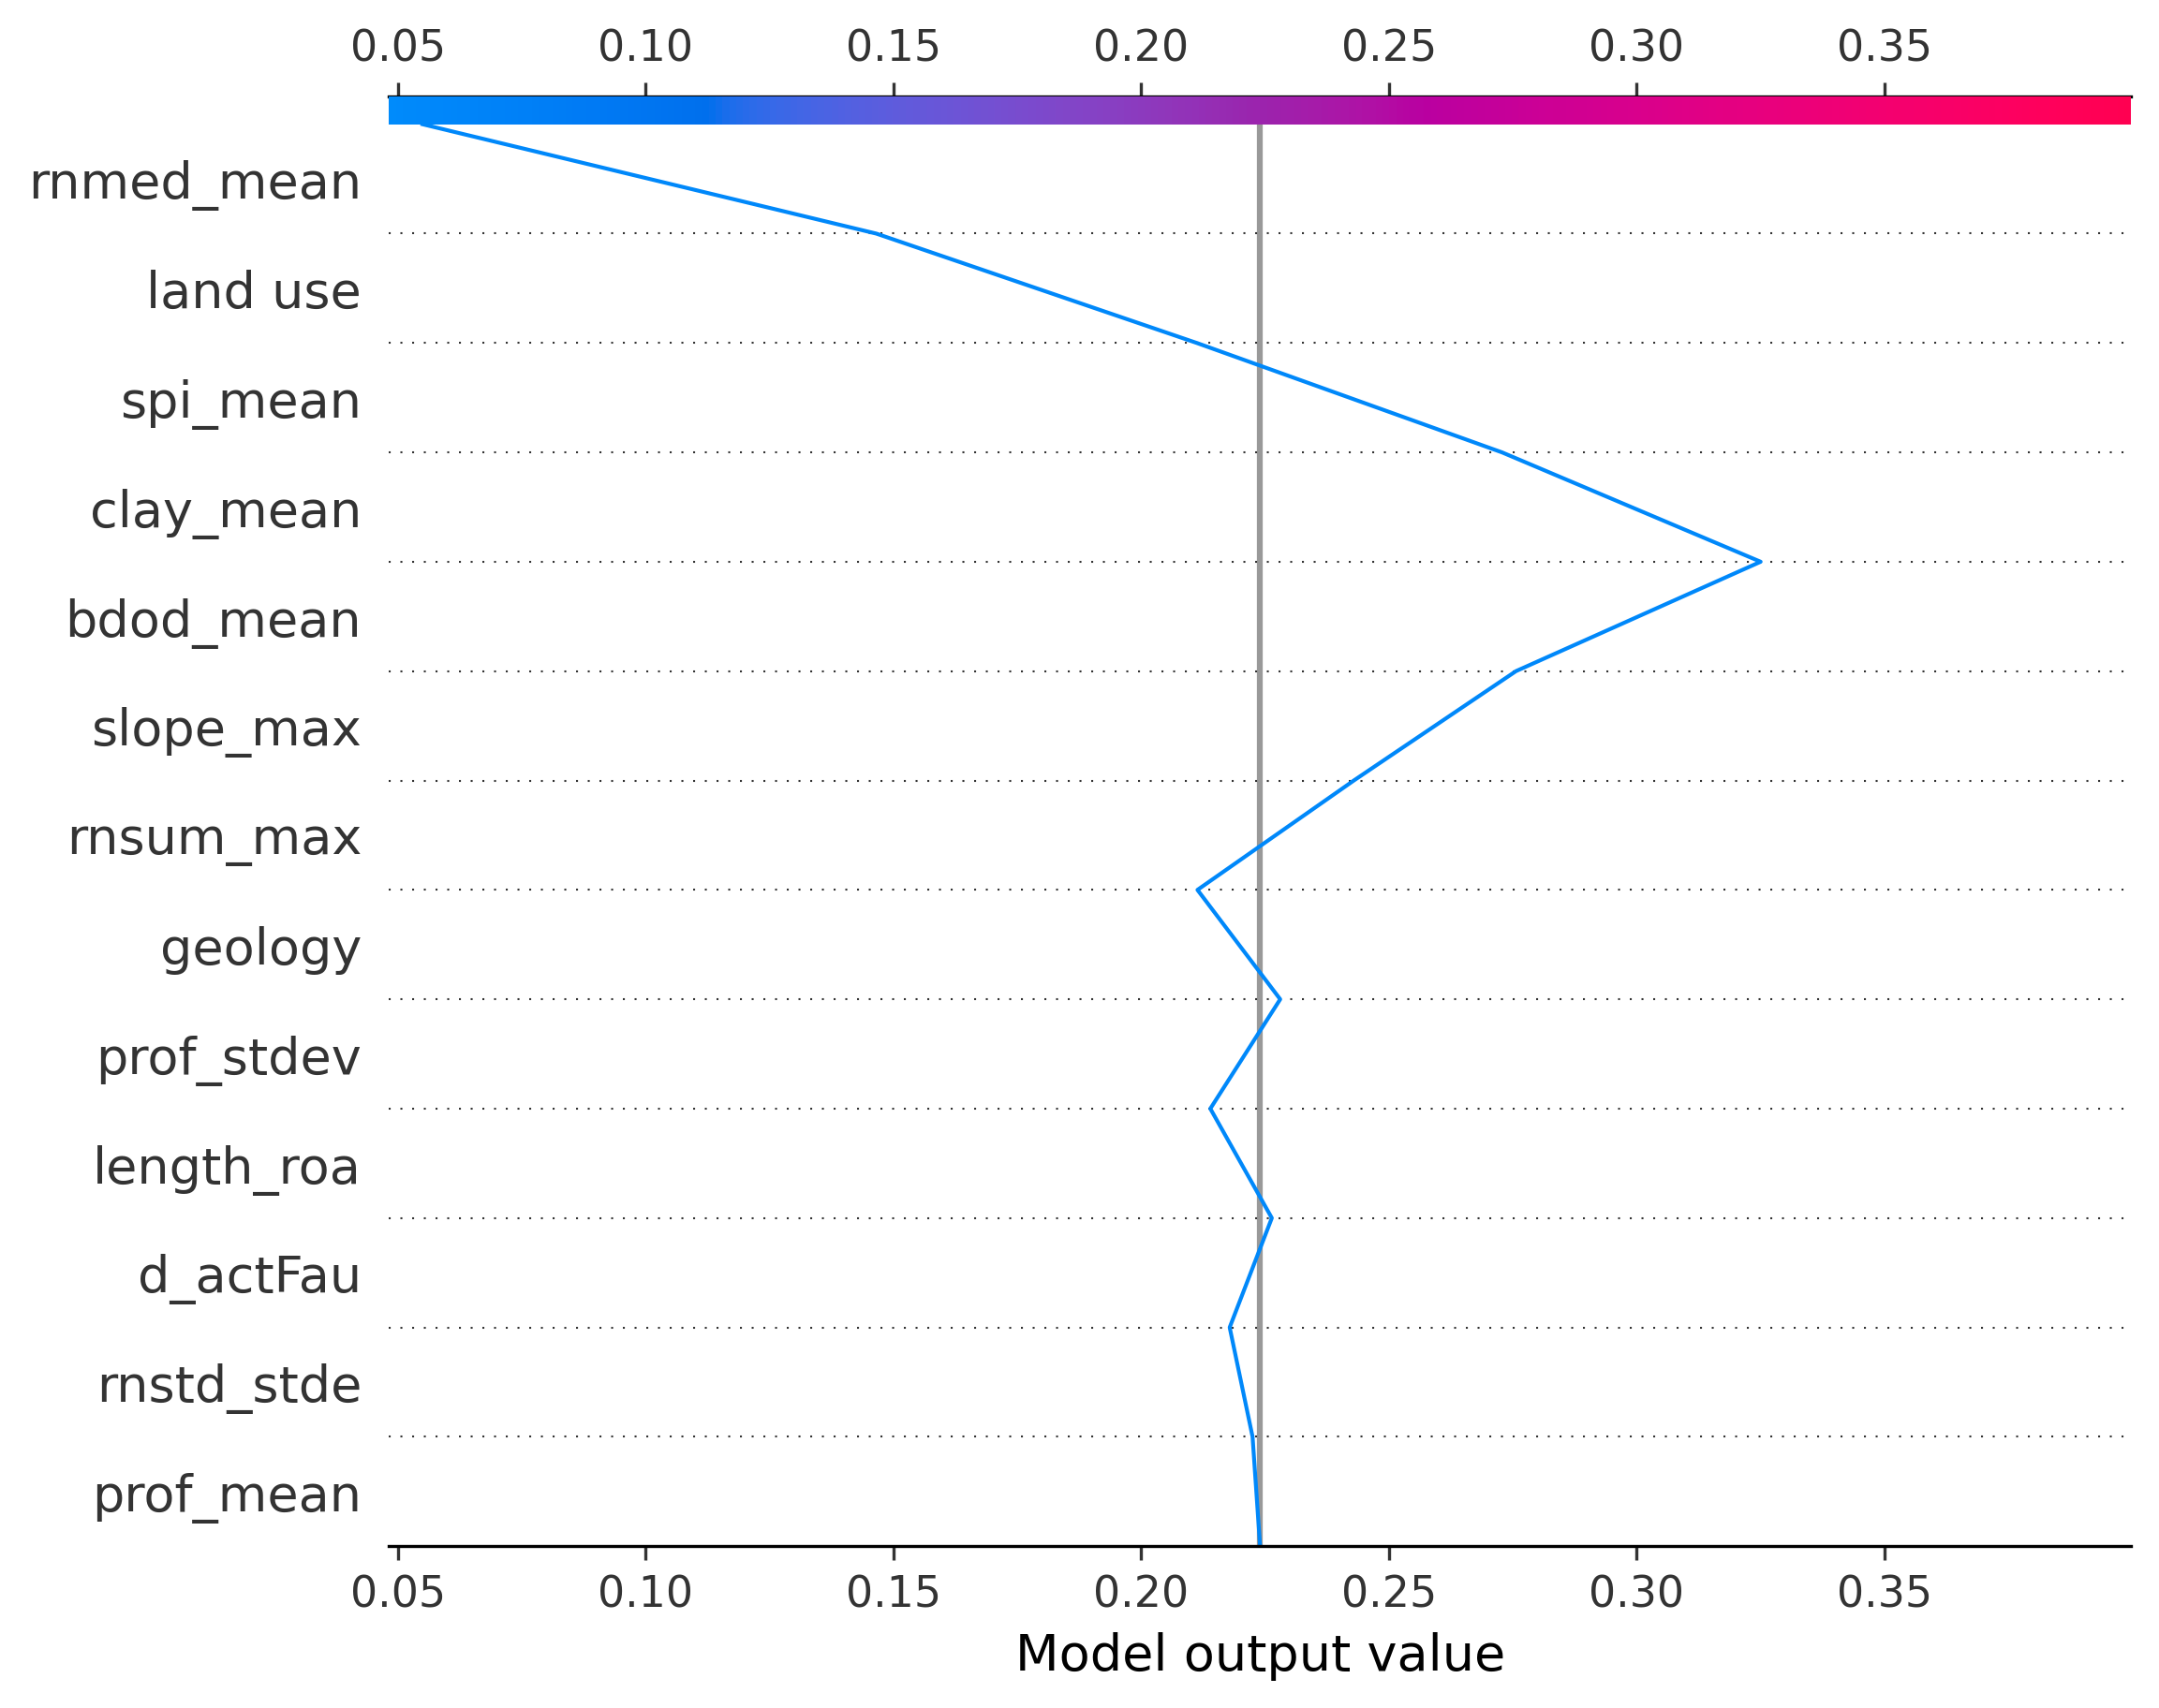 0.05 0.10 0.15 0.20 0.25 0.30 0.35
rnmed_mean
land use
spi_mean
clay_mean
bdod_mean
slope_max
rnsum_max
geology
prof_stdev
length_roa
d_actFau
rnstd_stde
prof_mean
0.05 0.10 0.15 0.20 0.25 0.30 0.35
Model output value